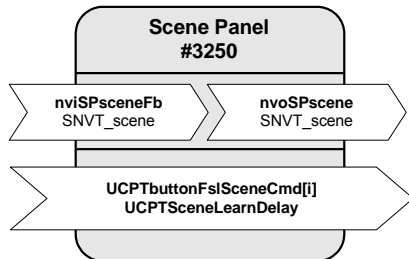 Scene Panel
#3250
nviSPsceneFb
SNVT_scene
nvoSPscene
SNVT_scene
UCPTbuttonFslSceneCmd[i]
UCPTSceneLearnDelay